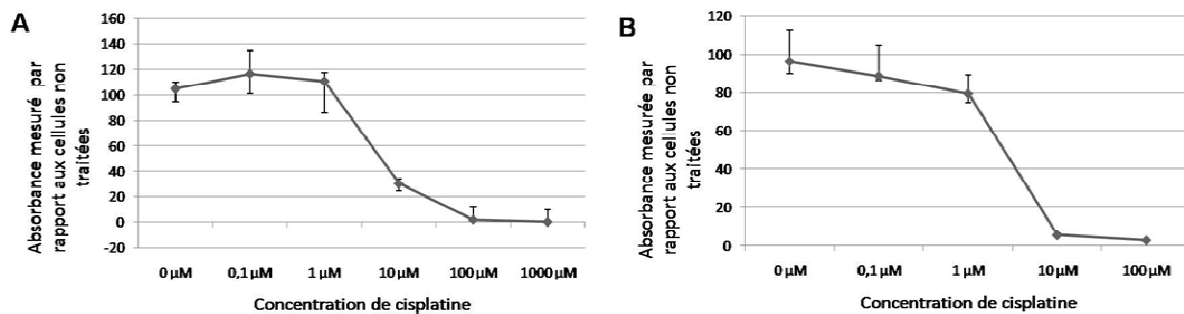 A
Absorbance mesuré par
rapport aux cellules non
traitées
160
140
120
100
80
60
40
20
0
-20
0 µM
0,1 µM
1 µM
10 µM
100 µM
1000 µM
Concentration de cisplatine
B
Absorbance mesurée par
rapport aux cellules non
traitées
120
100
80
60
40
20
0
0 µM
0,1 µM
1 µM
10 µM
100 µM
Concentration de cisplatine